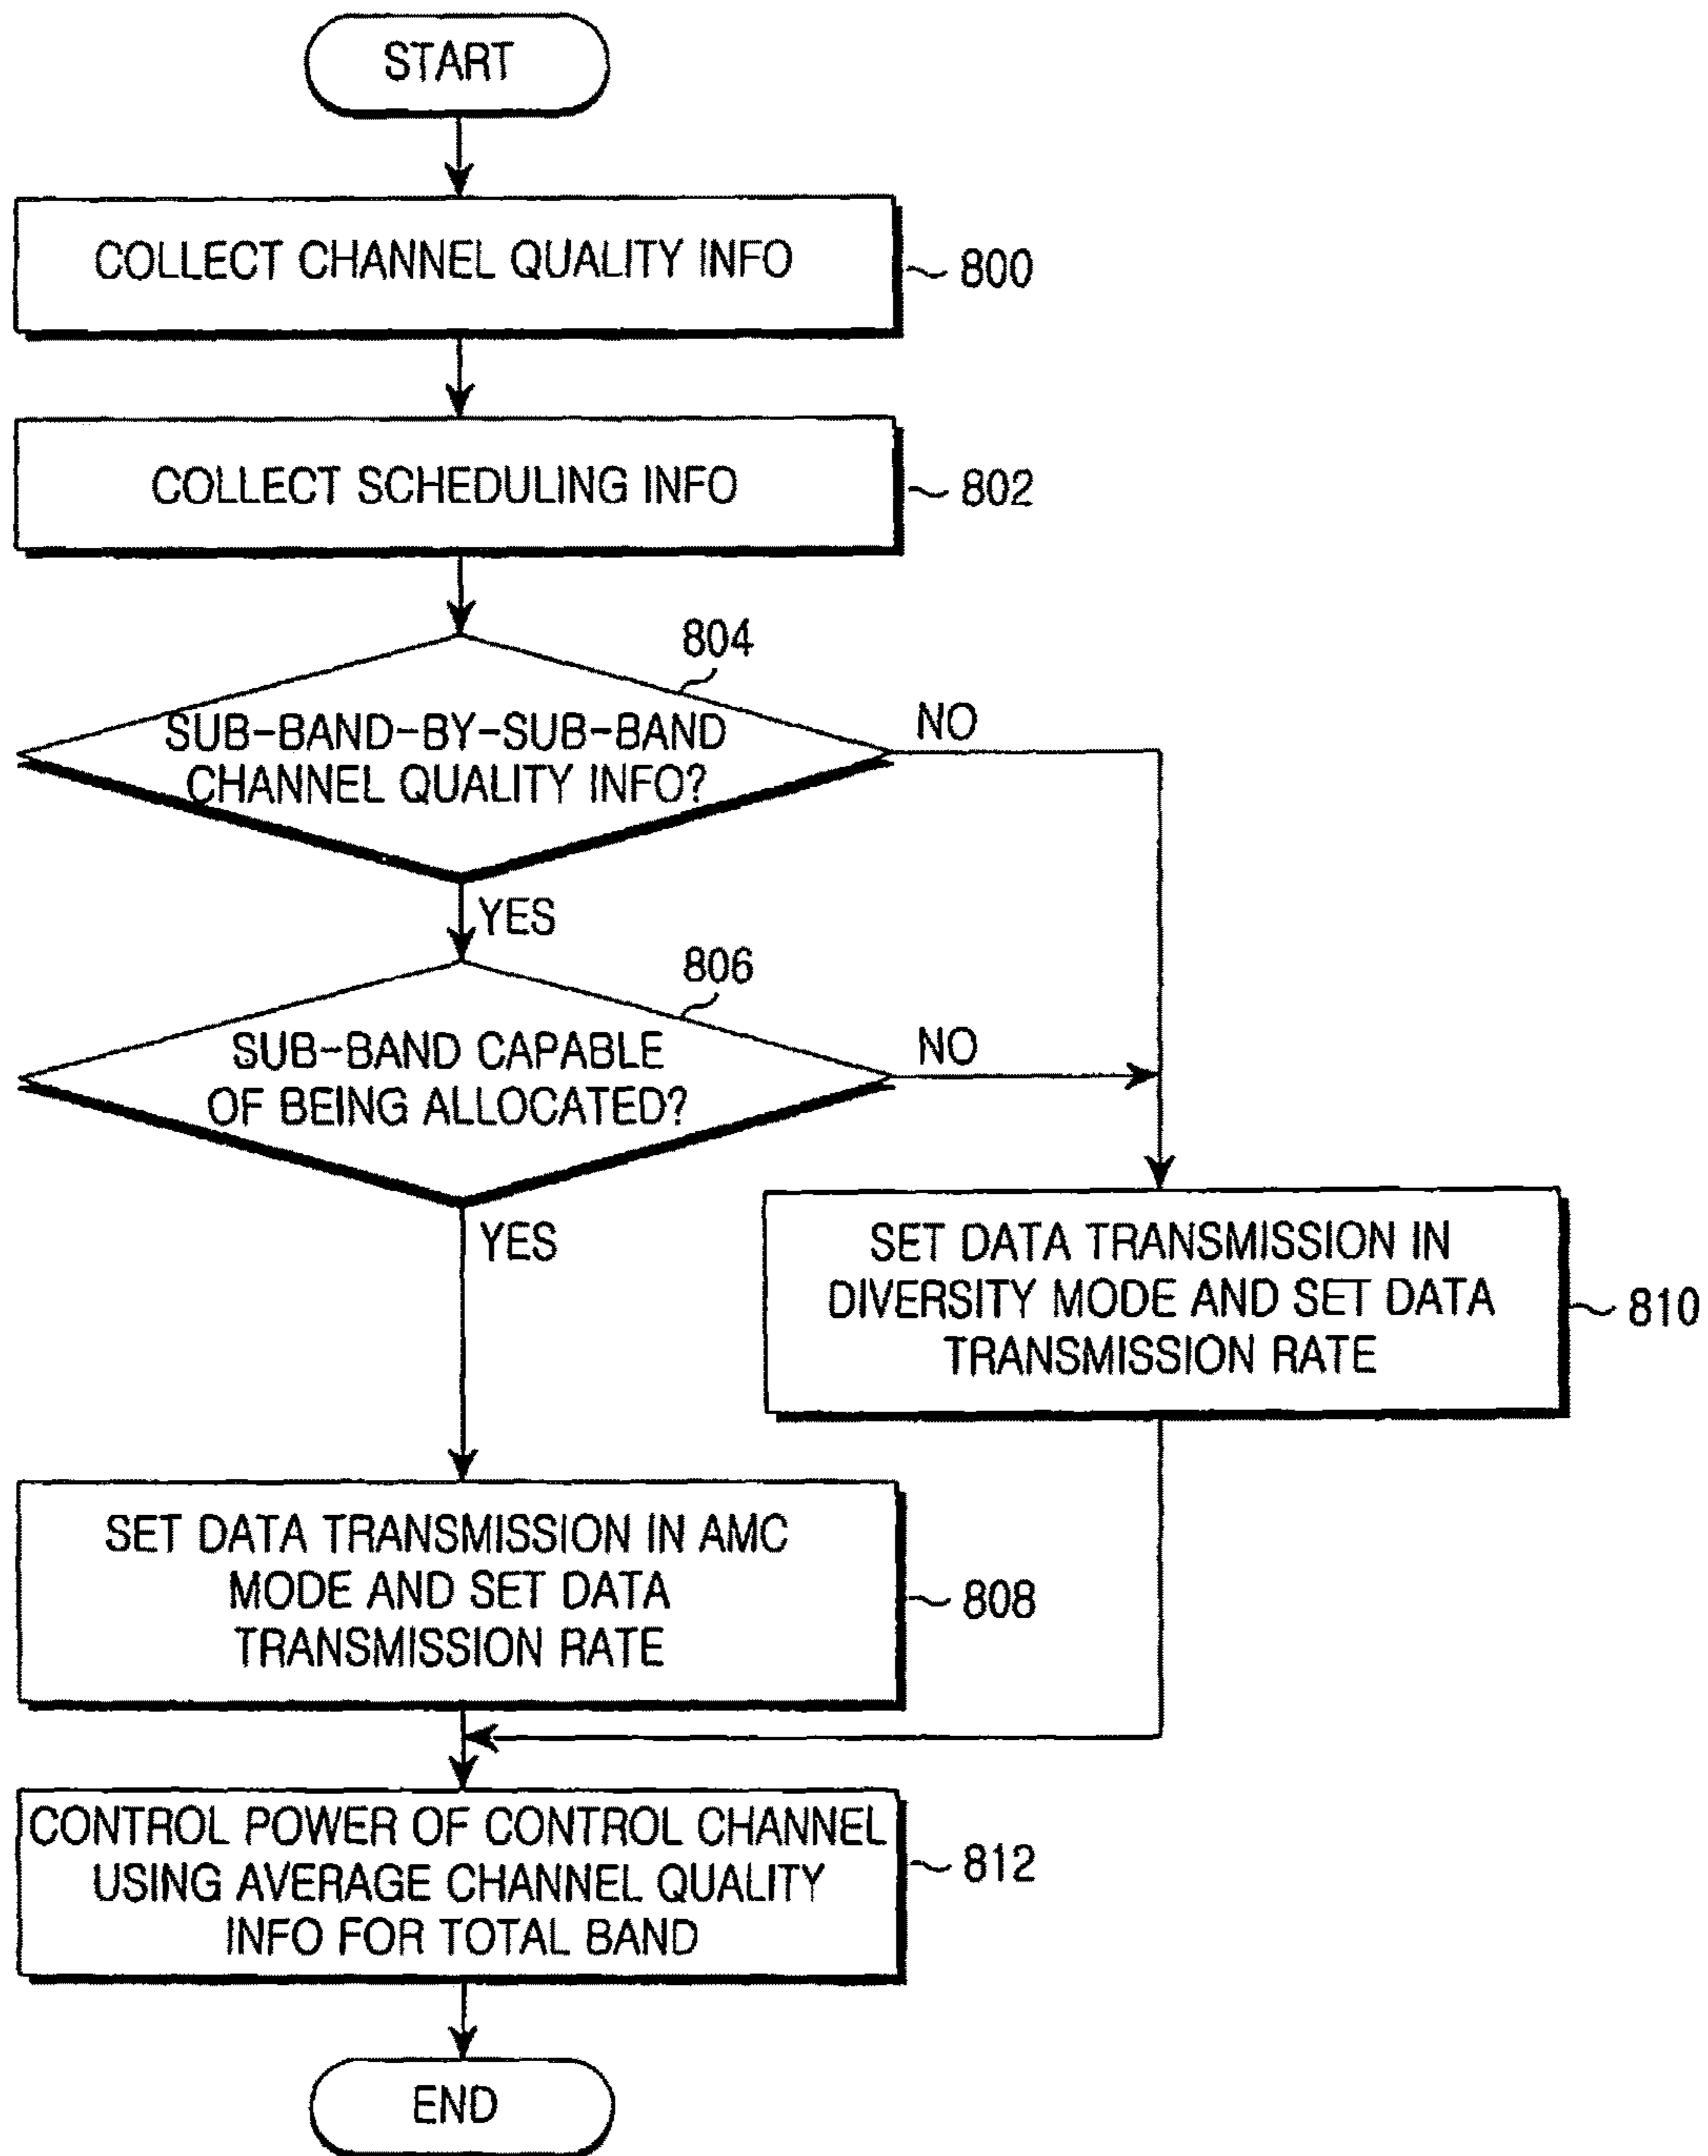 START
COLLECT CHANNEL QUALITY INFO
800
COLLECT SCHEDULING INFO
802
804
SUB-BAND-BY-SUB-BAND
CHANNEL QUALITY INFO?
NO
YES
806
SUB-BAND CAPABLE
OF BEING ALLOCATED?
NO
YES
SET DATA TRANSMISSION IN
DIVERSITY MODE AND SET DATA
TRANSMISSION RATE
810
SET DATA TRANSMISSION IN AMC
MODE AND SET DATA
TRANSMISSION RATE
808
CONTROL POWER OF CONTROL CHANNEL
USING AVERAGE CHANNEL QUALITY
INFO FOR TOTAL BAND
812
END